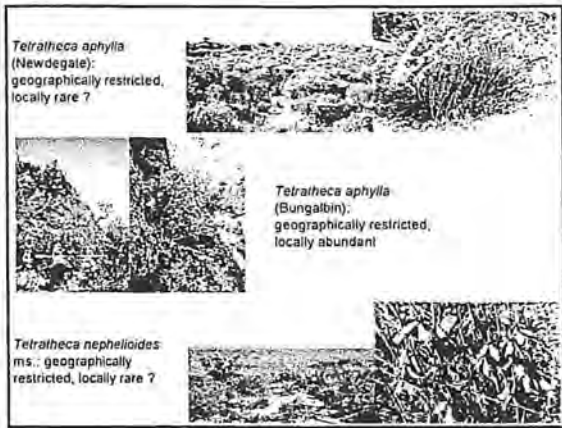 Tetratheca aphylla
(Newdegate):
geographically restricted,
locally rare ?
Tetratheca aphylla
(Bungalbin):
geographically restricted,
locally abundant
Tetratheca nephelioides
ms.: geographically
restricted, locally rare ?